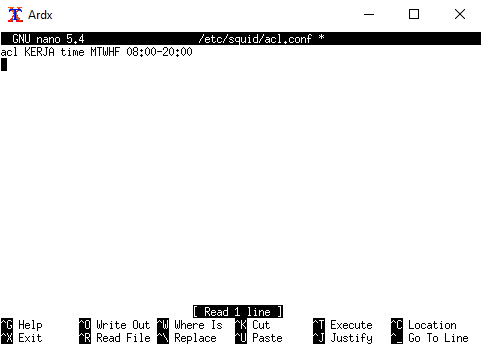 Ardx
GNU nano 5.4 /etc/squid/acl.conf *
acl KERJA time MTWHF 08:00-20:00
[ Read 1 line ]
^G Help ^O Write Out ^W Where Is ^K Cut ^T Execute ^C Location
^X Exit ^R Read File ^\ Replace ^U Paste ^J Justify ^_ Go To Line